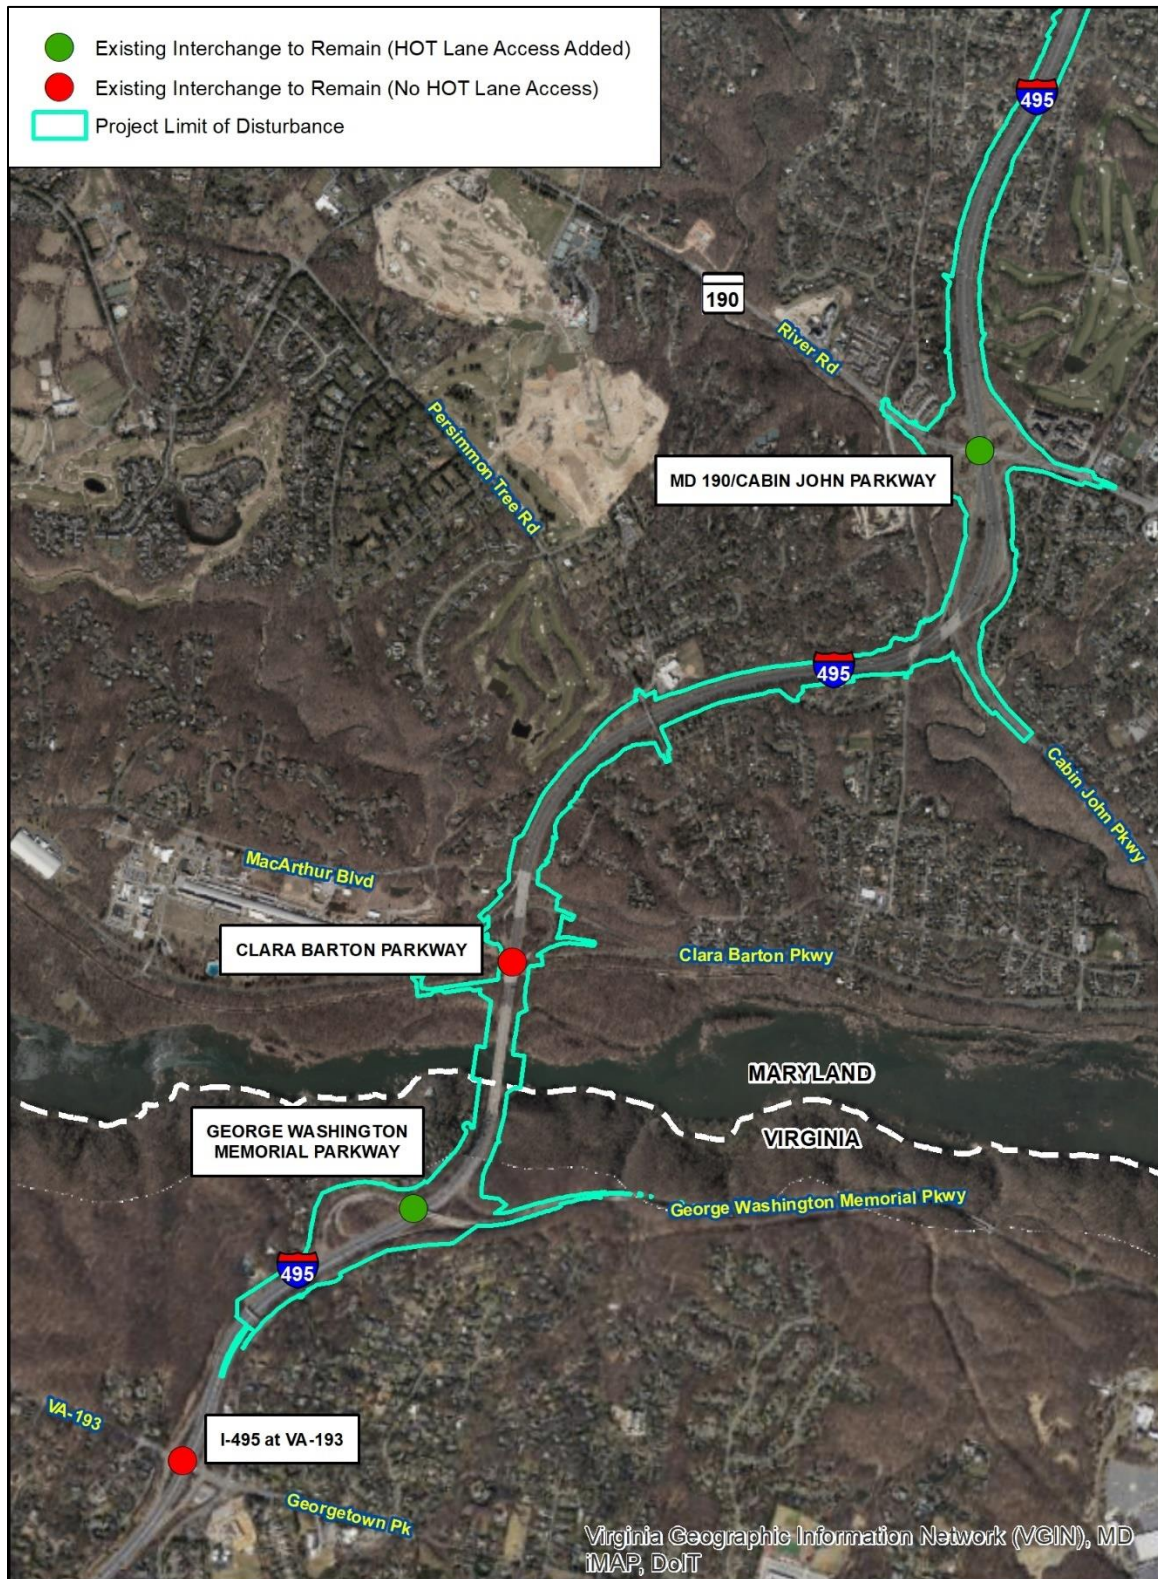 Existing Interchange to Remain (HOT Lane Access Added)
Existing Interchange to Remain (No HOT Lane Access)
Project Limit of Disturbance
495
190
River Rd
Persimmon Tree Rd
MD 190/CABIN JOHN PARKWAY
495
Cabin John Pkwy
MacArthur Blvd
CLARA BARTON PARKWAY
Clara Barton Pkwy
MARYLAND
VIRGINIA
GEORGE WASHINGTON
MEMORIAL PARKWAY
George Washington Memorial Pkwy
495
VA-193
I-495 at VA-193
Georgetown Pk
Virginia Geographic Information Network (VGIN), MD
iMAP, DoIT